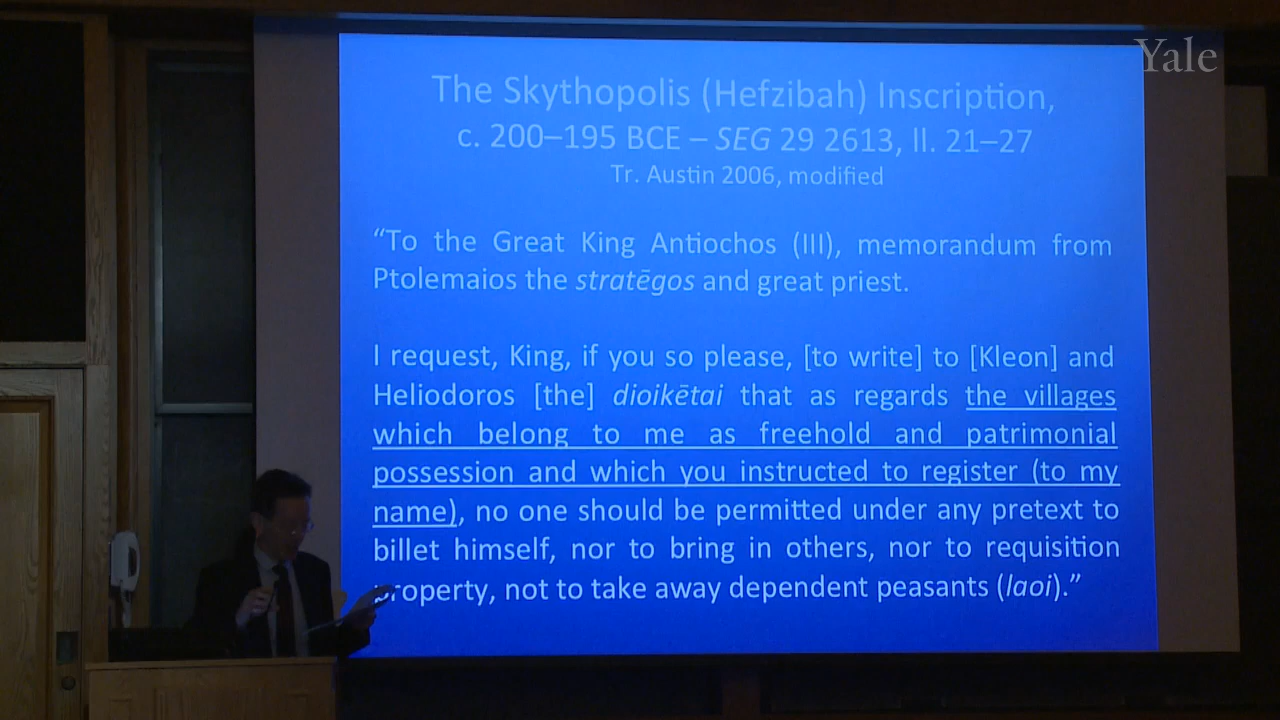 Yale
The Skythopolis (Hefzibah) Inscription,
c. 200–195 BCE – SEG 29 2613, ll. 21–27
Tr. Austin 2006, modified
“To the Great King Antiochos (III), memorandum from
Ptolemaios the stratēgos and great priest.
I request, King, if you so please, [to write] to [Kleon] and
Heliodoros [the] dioikētai that as regards the villages
which belong to me as freehold and patrimonial
possession and which you instructed to register (to my
name), no one should be permitted under any pretext to
billet himself, nor to bring in others, nor to requisition
property, not to take away dependent peasants (laoi).”